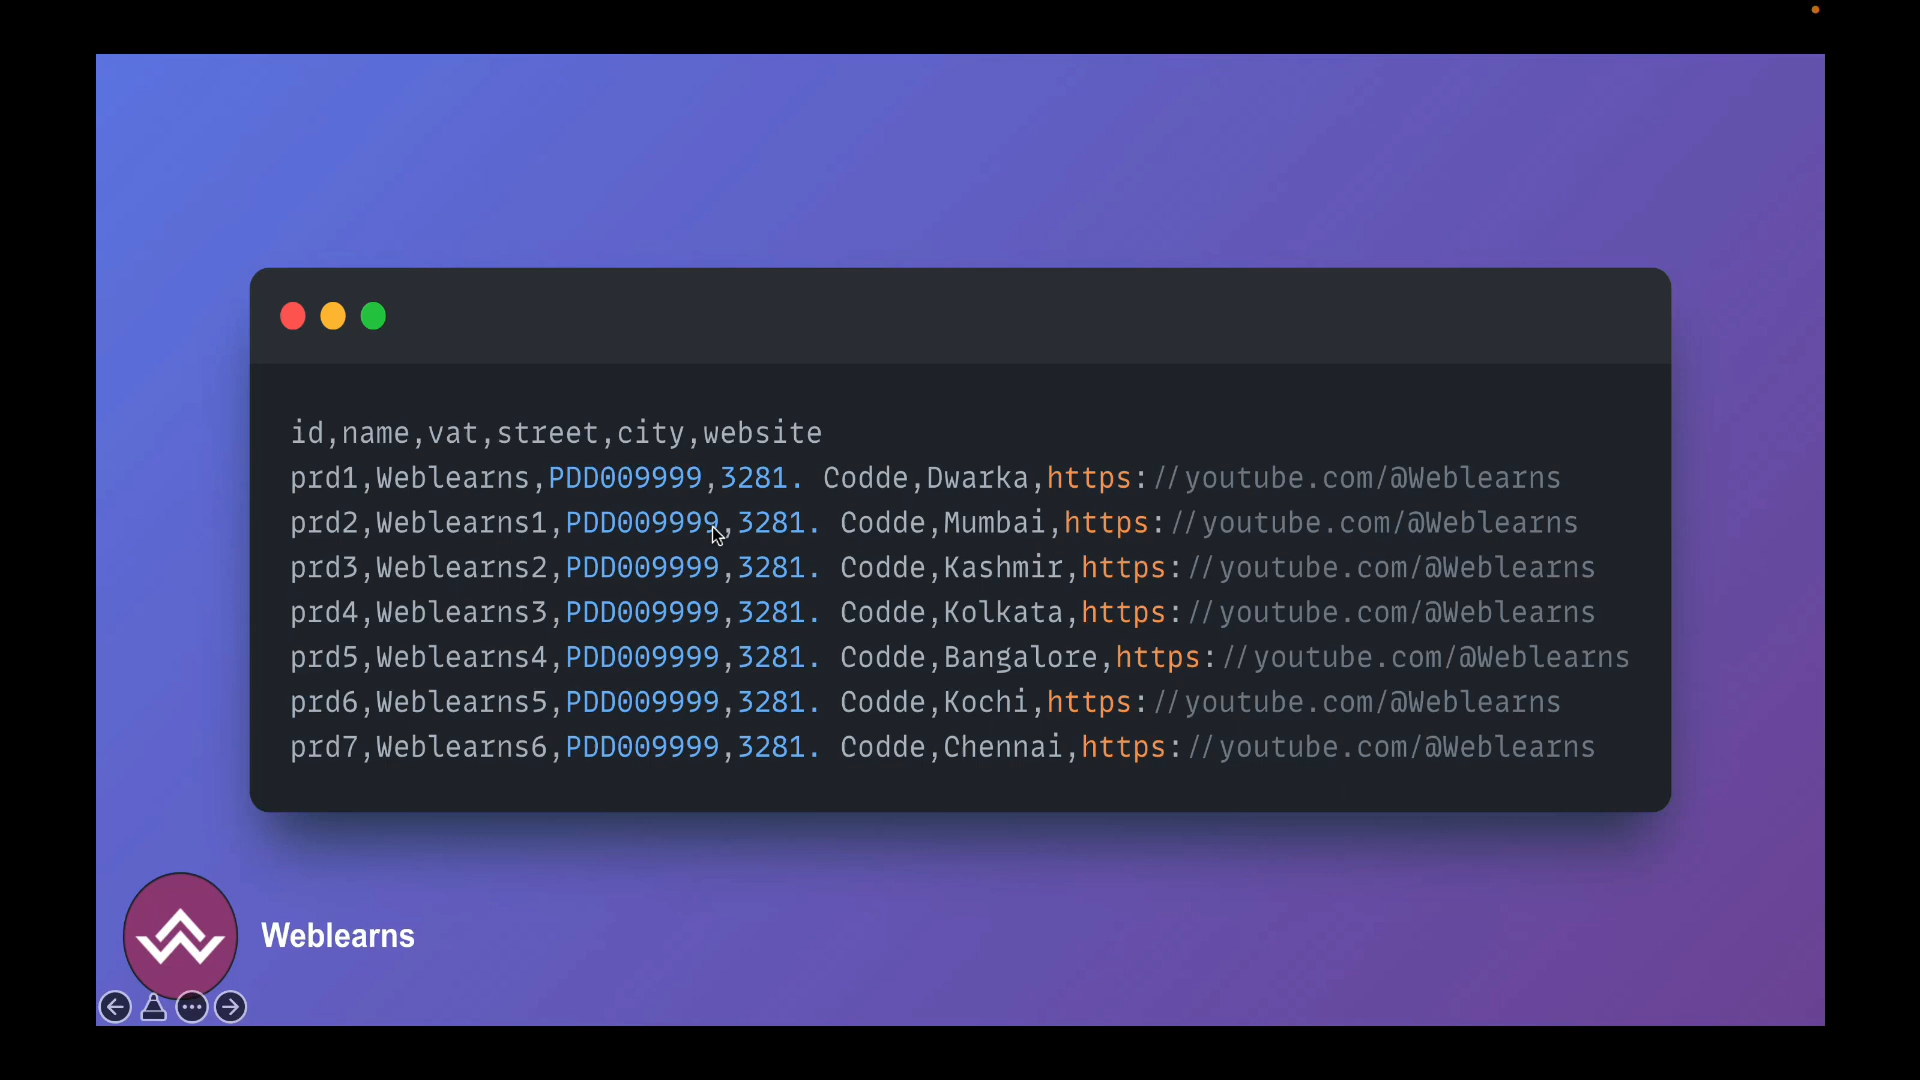 id,name,vat,street,city,website
prd1,Weblearns,PDD009999,3281. Codde,Dwarka,https://youtube.com/@Weblearns
prd2,Weblearns1,PDD009999,3281. Codde,Mumbai,https://youtube.com/@Weblearns
prd3,Weblearns2,PDD009999,3281. Codde,Kashmir,https://youtube.com/@Weblearns
prd4,Weblearns3,PDD009999,3281. Codde,Kolkata,https://youtube.com/@Weblearns
prd5,Weblearns4,PDD009999,3281. Codde,Bangalore,https://youtube.com/@Weblearns
prd6,Weblearns5,PDD009999,3281. Codde,Kochi,https://youtube.com/@Weblearns
prd7,Weblearns6,PDD009999,3281. Codde,Chennai,https://youtube.com/@Weblearns
Weblearns